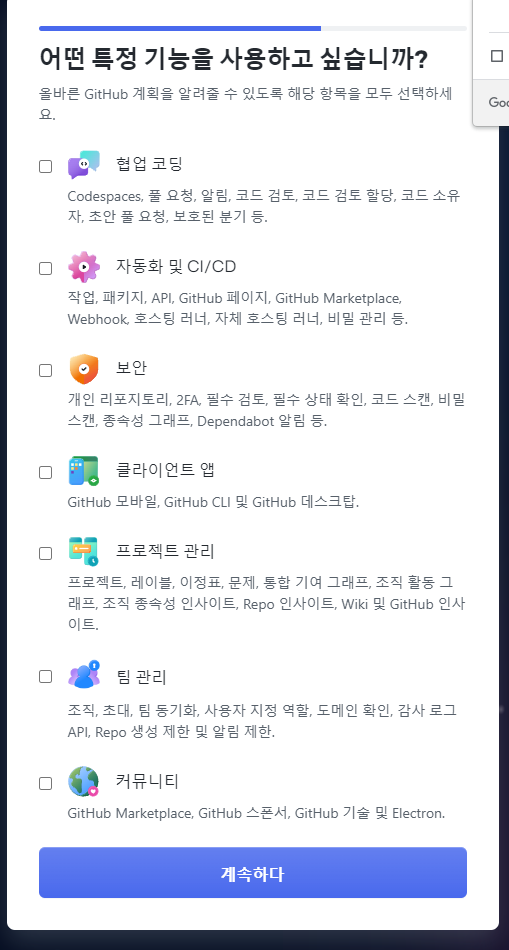 어떤 특정 기능을 사용하고 싶습니까?
올바른 GitHub 계획을 알려줄 수 있도록 해당 항목을 모두 선택하세
요.
협업 코딩
Codespaces, 풀 요청, 알림, 코드 검토, 코드 검토 할당, 코드 소유
자, 초안 풀 요청, 보호된 분기 등.
자동화 및 CI/CD
작업, 패키지, API, GitHub 페이지, GitHub Marketplace,
Webhook, 호스팅 러너, 자체 호스팅 러너, 비밀 관리 등.
보안
개인 리포지토리, 2FA, 필수 검토, 필수 상태 확인, 코드 스캔, 비밀
스캔, 종속성 그래프, Dependabot 알림 등.
클라이언트 앱
GitHub 모바일, GitHub CLI 및 GitHub 데스크탑.
프로젝트 관리
프로젝트, 레이블, 이정표, 문제, 통합 기여 그래프, 조직 활동 그
래프, 조직 종속성 인사이트, Repo 인사이트, Wiki 및 GitHub 인사
이트.
팀 관리
조직, 초대, 팀 동기화, 사용자 지정 역할, 도메인 확인, 감사 로그
API, Repo 생성 제한 및 알림 제한.
커뮤니티
GitHub Marketplace, GitHub 스폰서, GitHub 기술 및 Electron.
계속하다